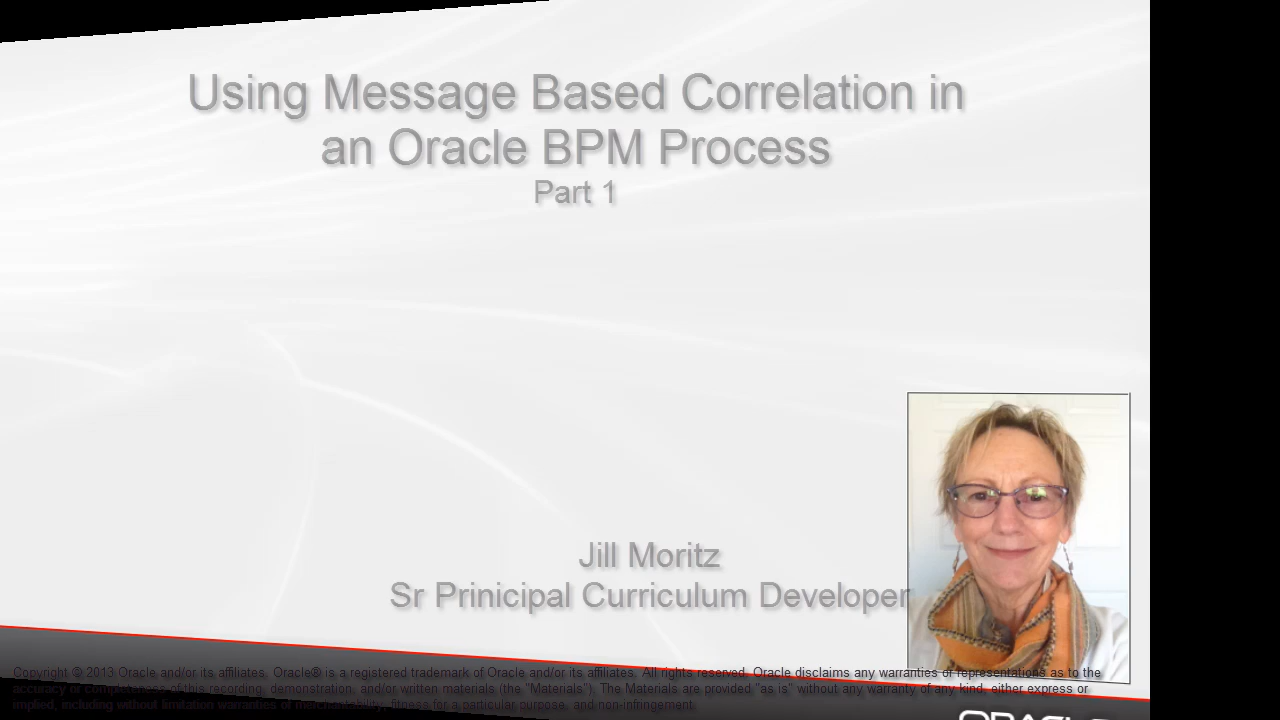 Using Message Based Correlation in
an Oracle BPM Process
Part 1
Jill Moritz
Sr Prinicipal Curriculum Developer
Copyright © 2013 Oracle and/or its affiliates. Oracle® is a registered trademark of Oracle and/or its affiliates. All rights reserved. Oracle disclaims any warranties or representations as to the
accuracy or completeness of this recording, demonstration, and/or written materials (the "Materials"). The Materials are provided "as is" without any warranty of any kind, either express or
implied, including without limitation warranties of marchantability, fitness for a particular purpose, and non-infringement.
ORACLE